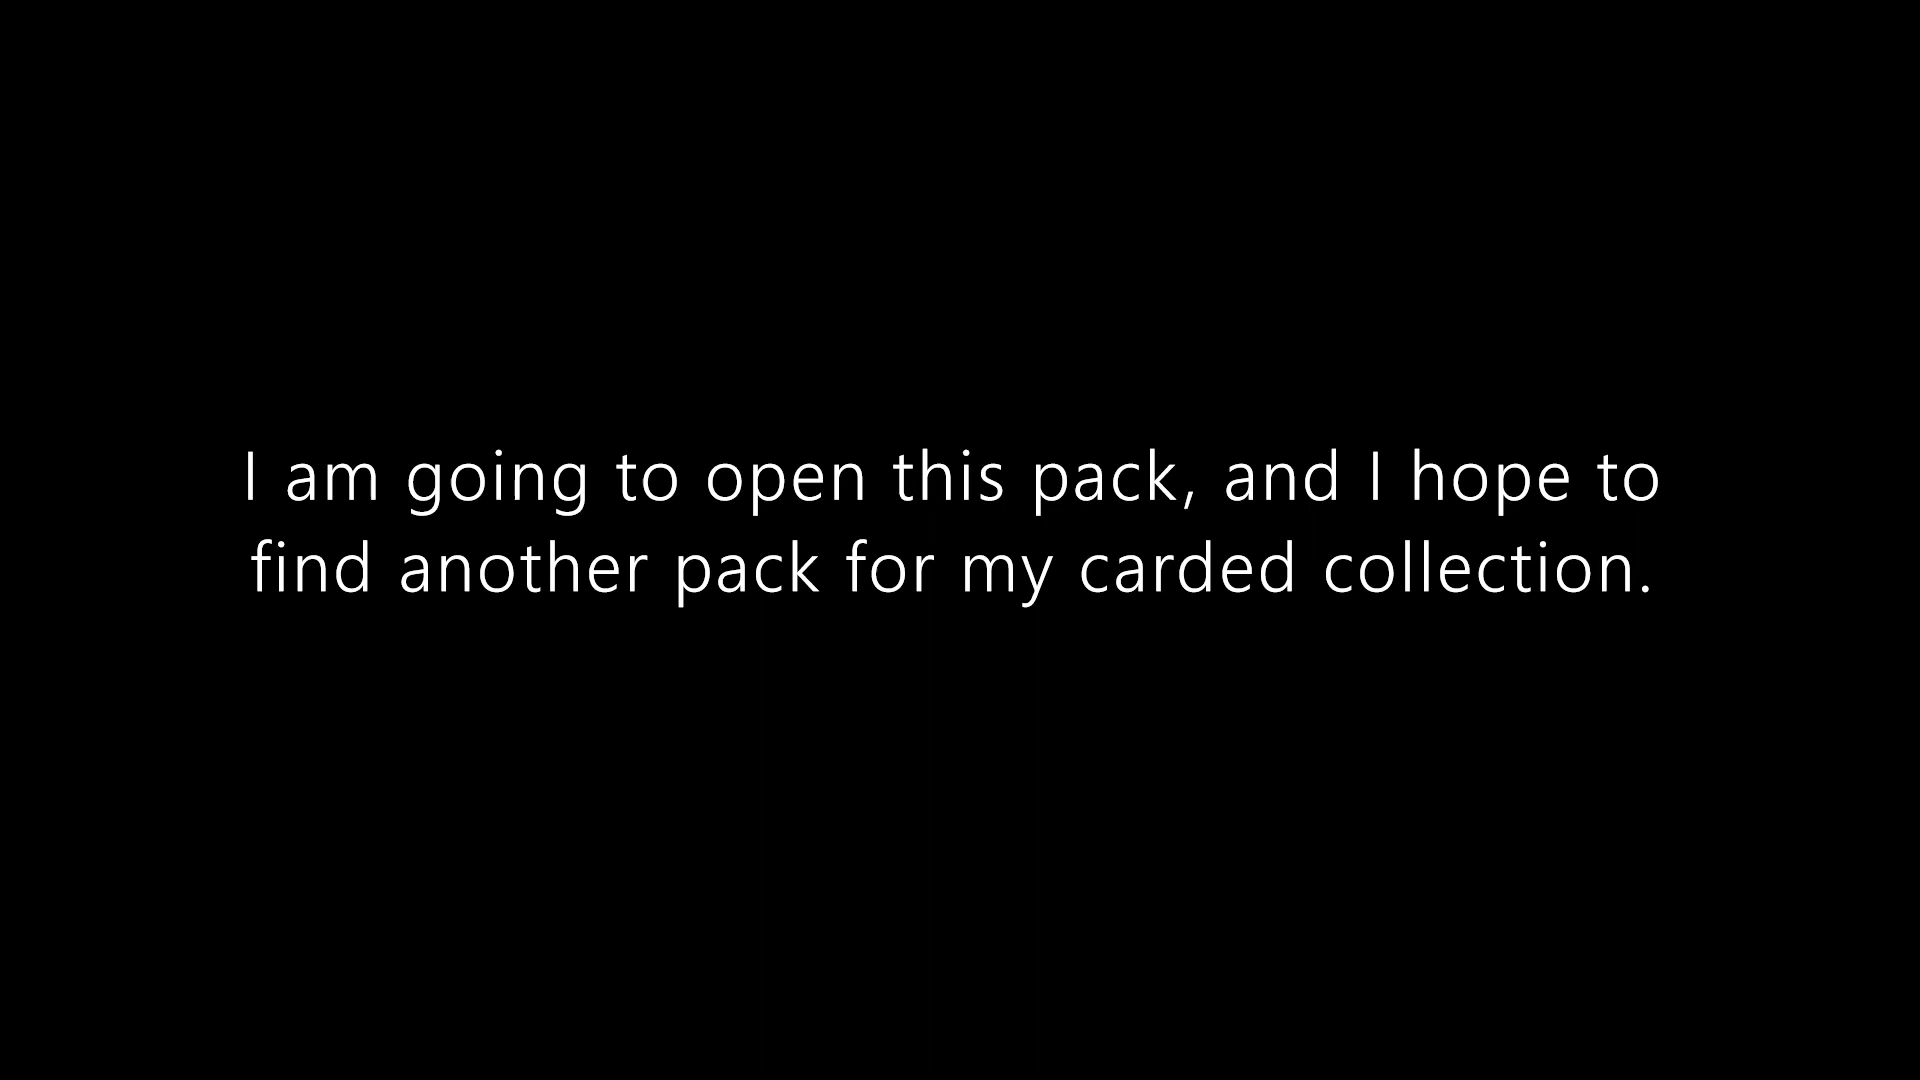 I am going to open this pack, and I hope to
find another pack for my carded collection.